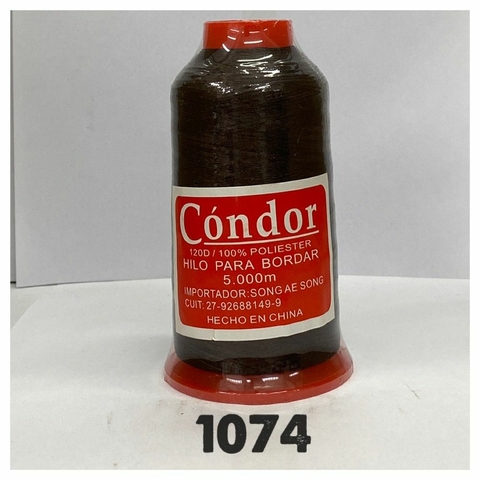 Cóndor
120D / 100% POLIESTER
HILO PARA BORDAR
5.000m
IMPORTADOR:SONG AE SONG
CUIT: 27-92688149-9
HECHO EN CHINA
1074